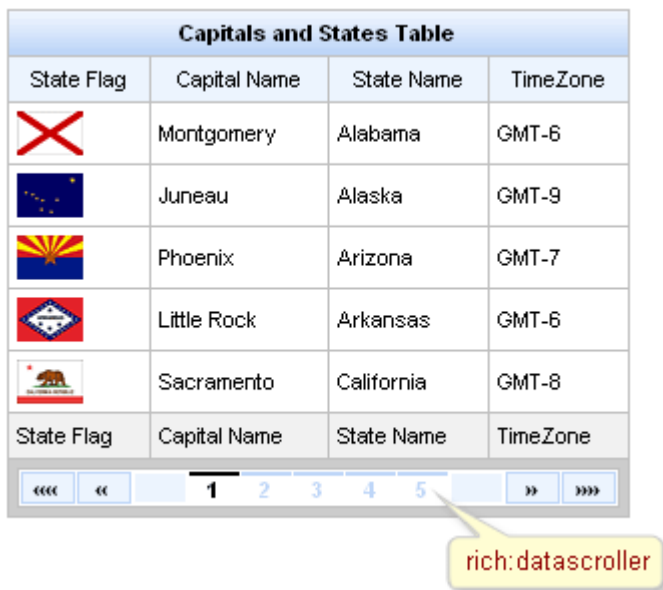 Capitals and States Table
State Flag Capital Name State Name TimeZone
Montgomery Alabama GMT-6
Juneau Alaska GMT-9
Phoenix Arizona GMT-7
Little Rock Arkansas GMT-6
Sacramento California GMT-8
State Flag Capital Name State Name TimeZone
«« « 1 2 3 4 5 » »»
rich:datascroller